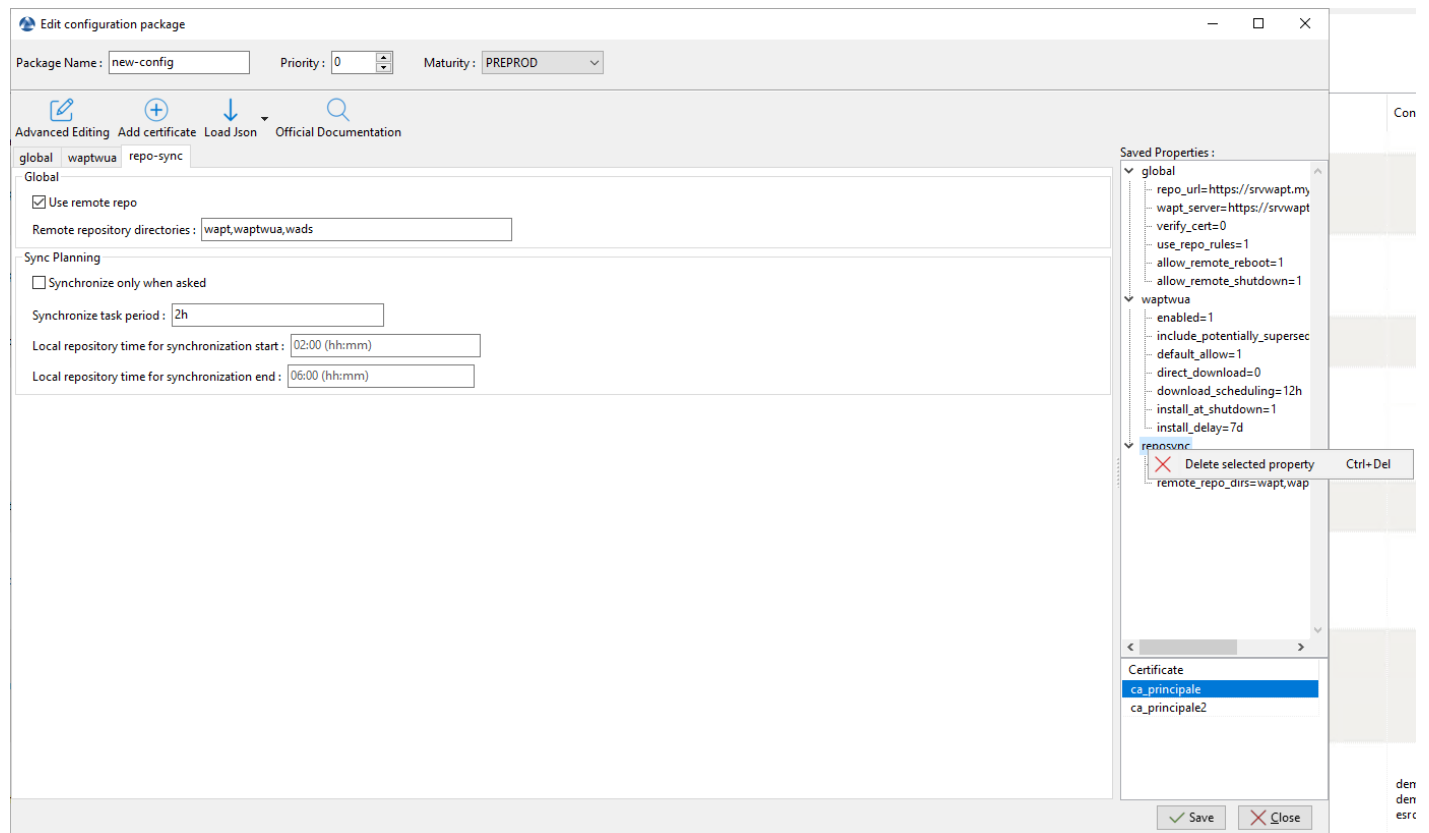 Edit configuration package
Package Name : new-config Priority : 0 Maturity : PREPROD
Con
Advanced Editing Add certificate Load Json Official Documentation
global waptwua repo-sync
Global
Use remote repo
Remote repository directories : wapt,waptwua,wads
Sync Planning
Synchronize only when asked
Synchronize task period : 2h
Local repository time for synchronization start : 02:00 (hh:mm)
Local repository time for synchronization end : 06:00 (hh:mm)
Saved Properties :
global
repo_url=https://srvwapt.my
wapt_server=https://srvwapt
verify_cert=0
use_repo_rules=1
allow_remote_reboot=1
allow_remote_shutdown=1
waptwua
enabled=1
include_potentially_supersed
default_allow=1
direct_download=0
download_scheduling=12h
install_at_shutdown=1
install_delay=7d
reposync
Delete selected property Ctrl+Del
remote_repo_dirs=wapt,wap
Certificate
ca_principale
ca_principale2
Save Close